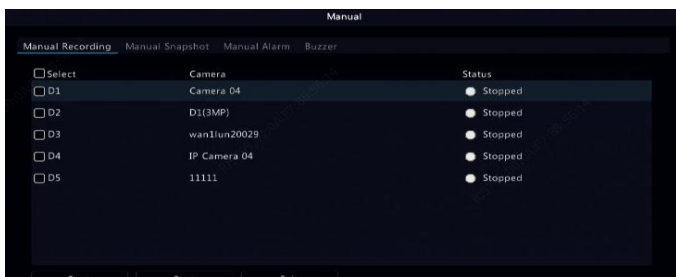 Manual
Manual Recording Manual Snapshot Manual Alarm Buzzer
Select Camera Status
D1 Camera 04 Stopped
D2 D1(3MP) Stopped
D3 wan1lun20029 Stopped
D4 IP Camera 04 Stopped
D5 11111 Stopped